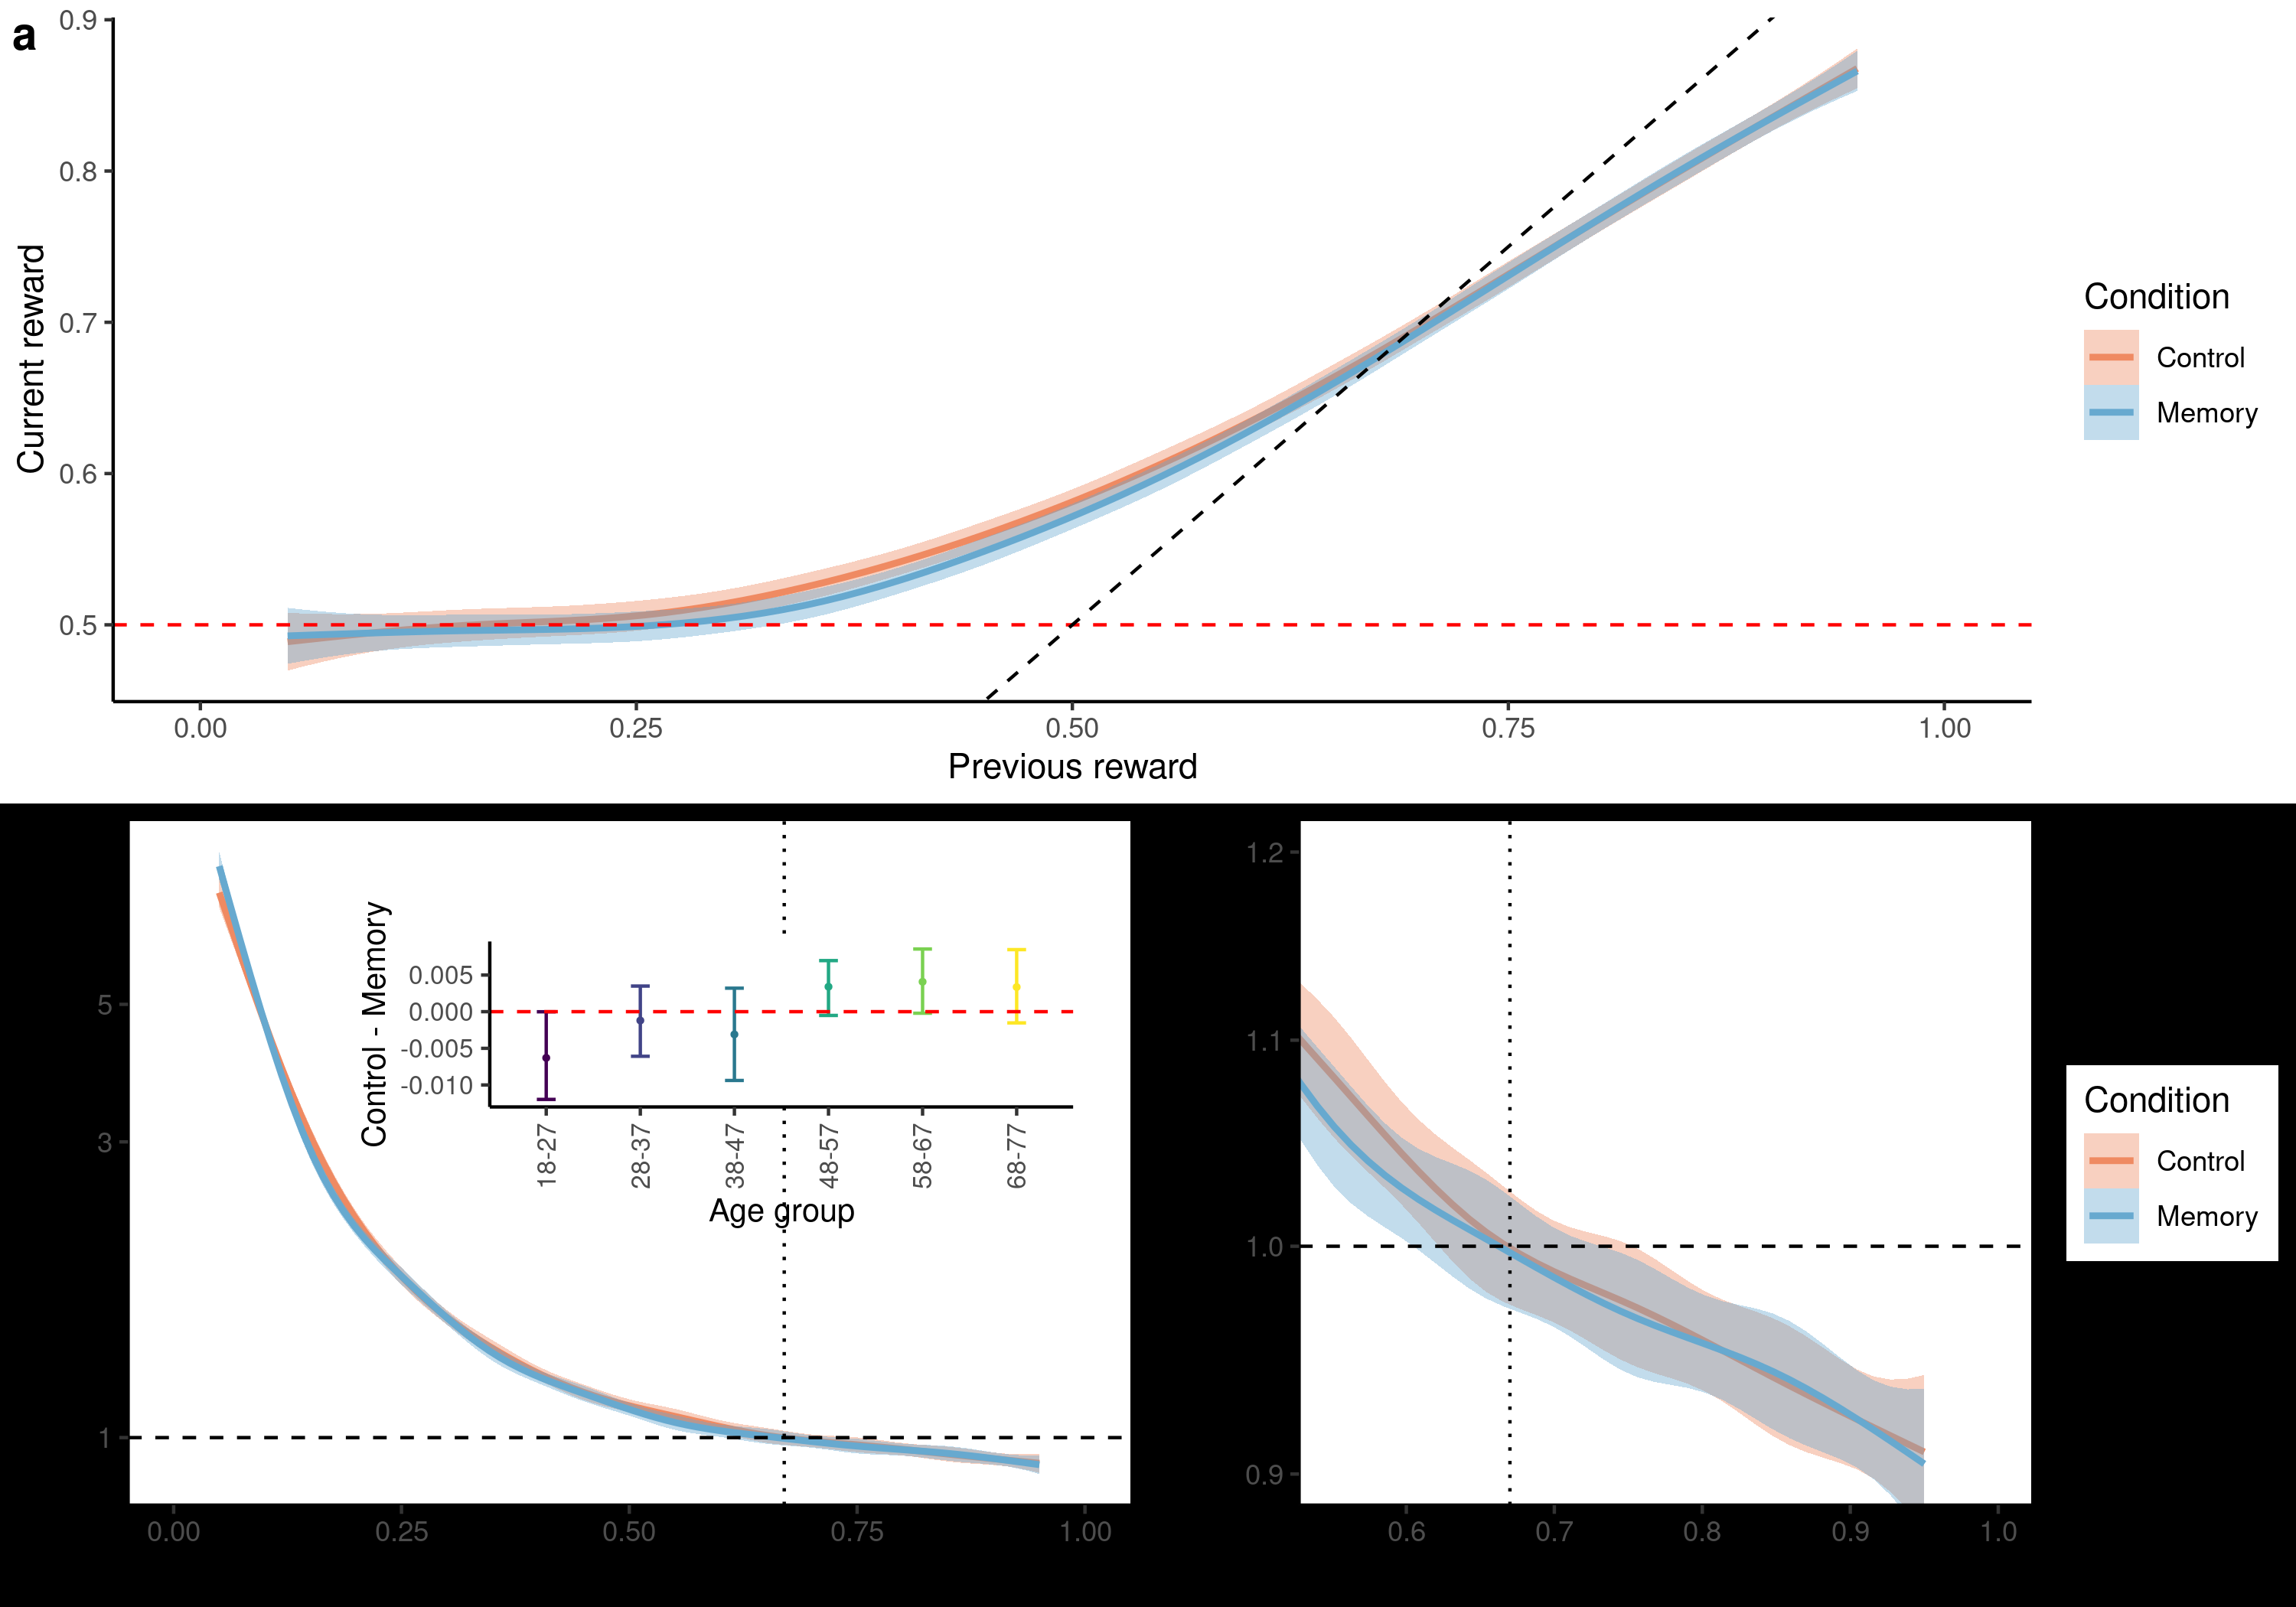 a
0.9
0.8
0.7
0.6
0.5
Current reward
0.00 0.25 0.50 0.75 1.00
Previous reward
Condition
Control
Memory
5
3
1
0.00 0.25 0.50 0.75 1.00
Control - Memory
0.005
0.000
-0.005
-0.010
18-27 28-37 38-47 48-57 58-67 68-77
Age group
1.2
1.1
1.0
0.9
0.6 0.7 0.8 0.9 1.0
Condition
Control
Memory